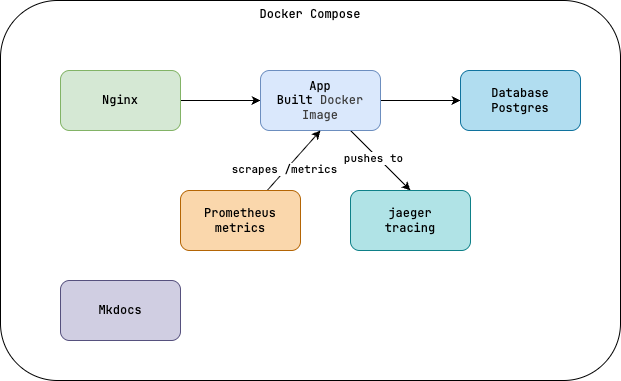 Docker Compose
Nginx
App
Built Docker
Image
Database
Postgres
scrapes /metrics
pushes to
Prometheus
metrics
jaeger
tracing
Mkdocs